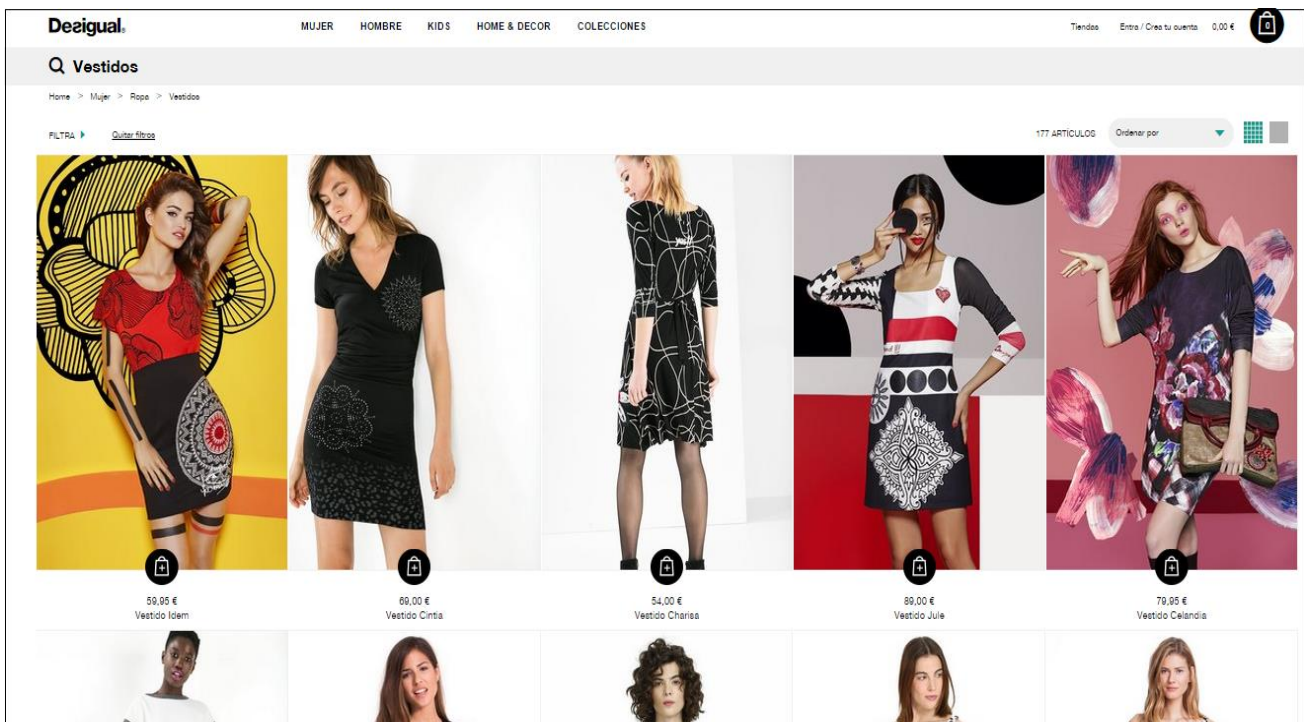 Desigual.
MUJER HOMBRE KIDS HOME & DECOR COLECCIONES
Tiendas Entra / Crea tu cuenta 0,00 € 0
Vestidos
Home > Mujer > Ropa > Vestidos
FILTRA Quitar filtros
177 ARTÍCULOS Ordenar por
59,95 € 69,00 € 54,00 € 89,00 € 79,95 €
Vestido Idem Vestido Cintia Vestido Charisa Vestido Jule Vestido Celandia